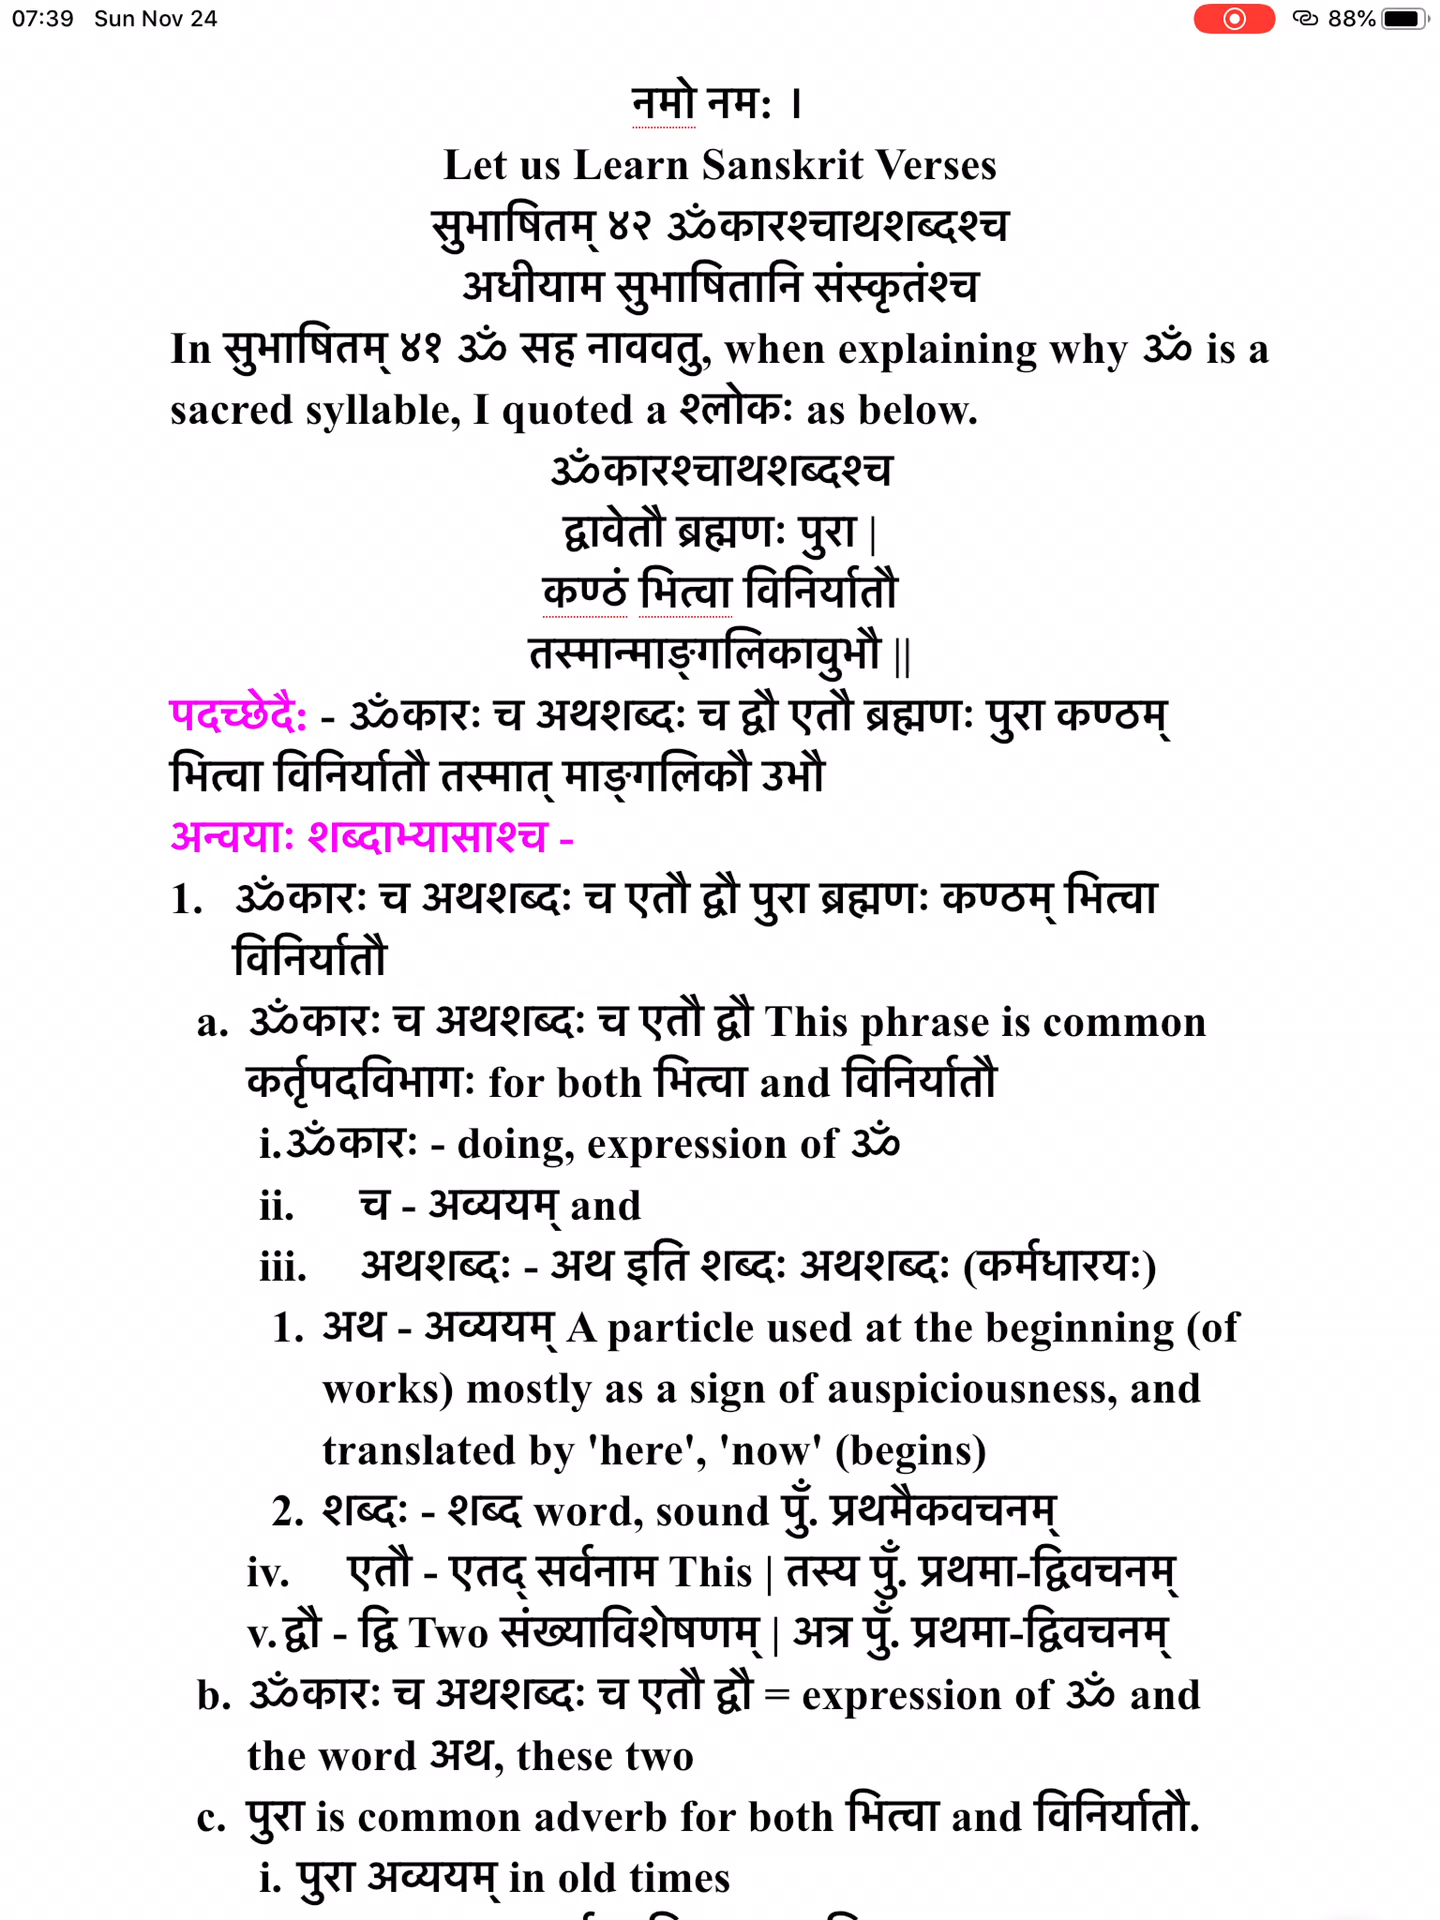 07:39 Sun Nov 24
88%
नमो नम: ।
Let us Learn Sanskrit Verses
सुभाषितम् ४२ ॐकारश्चाथशब्दश्च
अधीयाम सुभाषितानि संस्कृतंश्च
In सुभाषितम् ४१ ॐ सह नाववतु, when explaining why ॐ is a
sacred syllable, I quoted a श्लोकः as below.
ॐकारश्चाथशब्दश्च
द्वावेतौ ब्रह्मणः पुरा |
कण्ठं भित्वा विनिर्यातौ
तस्मान्माङ्गलिकावुभौ ||
पदच्छेदै: - ॐकारः च अथशब्दः च द्वौ एतौ ब्रह्मणः पुरा कण्ठम्
भित्वा विनिर्यातौ तस्मात् माङ्गलिकौ उभौ
अन्वयाः शब्दाभ्यासाश्च -
1. ॐकारः च अथशब्दः च एतौ द्वौ पुरा ब्रह्मणः कण्ठम् भित्वा
विनिर्यातौ
a. ॐकारः च अथशब्दः च एतौ द्वौ This phrase is common
कर्तृपदविभागः for both भित्वा and विनिर्यातौ
i. ॐकारः - doing, expression of ॐ
ii. च - अव्ययम् and
iii. अथशब्दः - अथ इति शब्दः अथशब्दः (कर्मधारयः)
1. अथ - अव्ययम् A particle used at the beginning (of
works) mostly as a sign of auspiciousness, and
translated by 'here', 'now' (begins)
2. शब्दः - शब्द word, sound पुँ. प्रथमैकवचनम्
iv. एतौ - एतद् सर्वनाम This | तस्य पुँ. प्रथमा-द्विवचनम्
v. द्वौ - द्वि Two संख्याविशेषणम् | अत्र पुँ. प्रथमा-द्विवचनम्
b. ॐकारः च अथशब्दः च एतौ द्वौ = expression of ॐ and
the word अथ, these two
c. पुरा is common adverb for both भित्वा and विनिर्यातौ.
i. पुरा अव्ययम् in old times